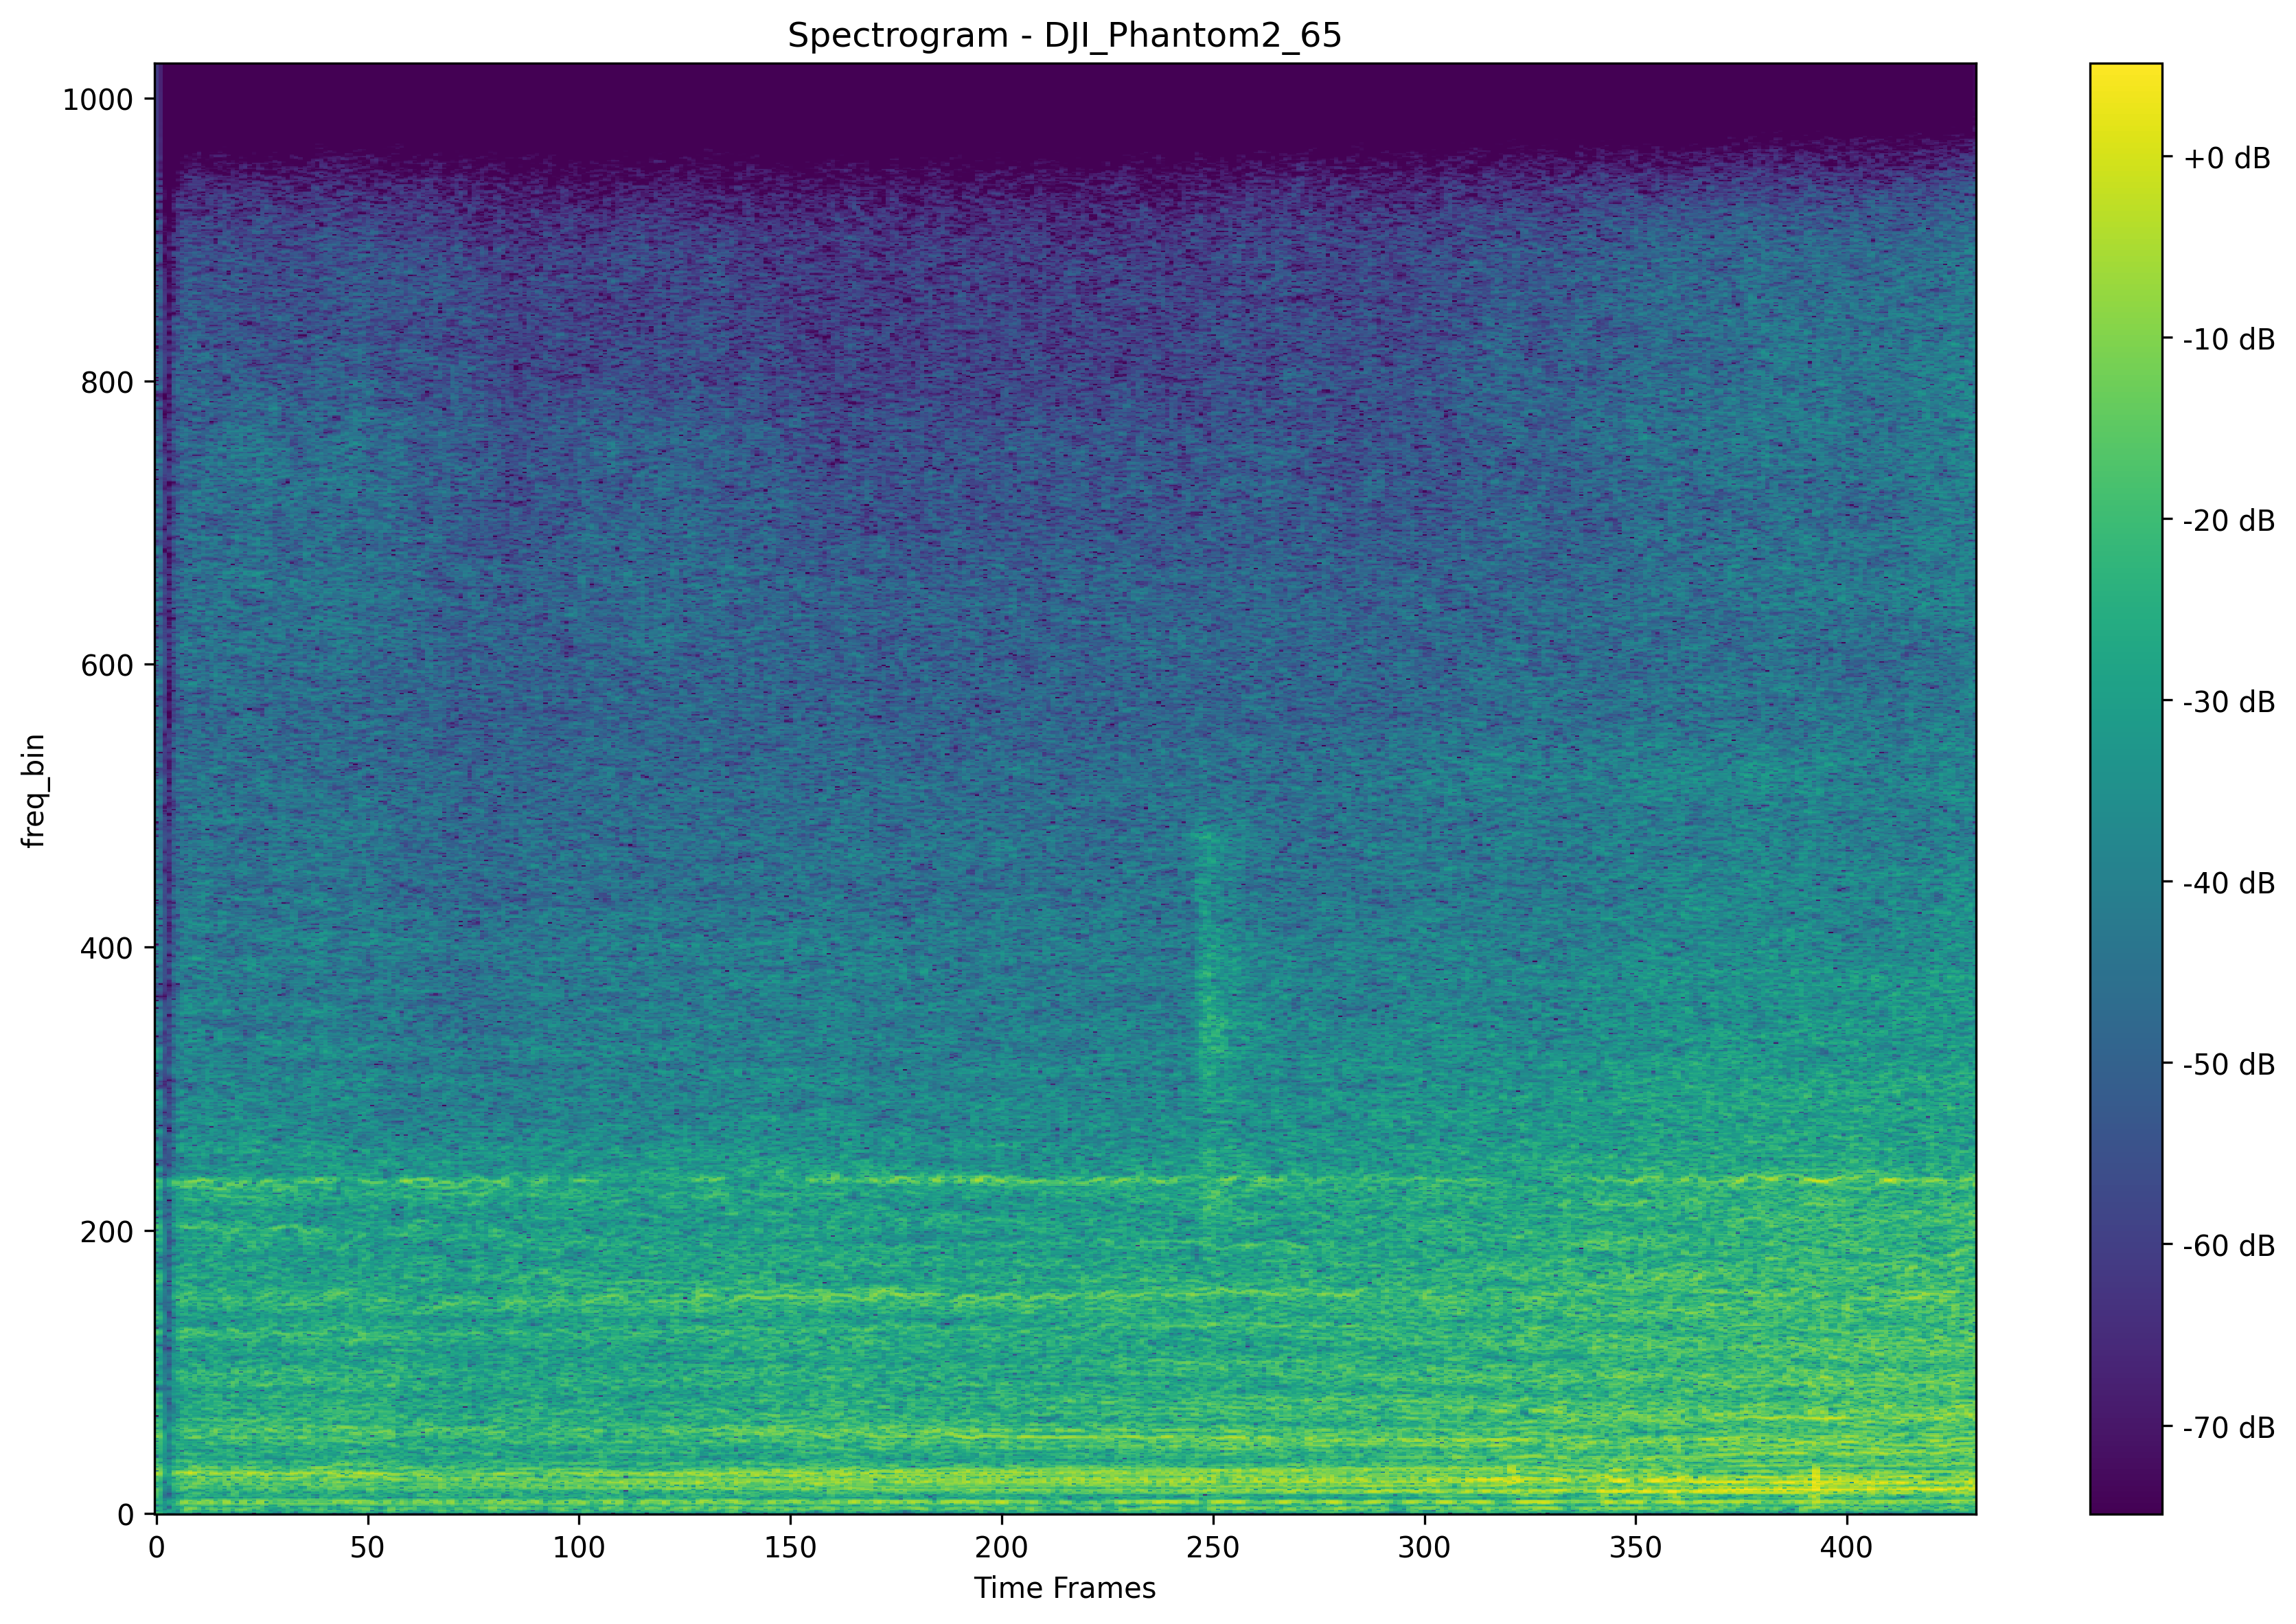 Spectrogram - DJI_Phantom2_65
1000
800
600
400
200
0
freq_bin
0 50 100 150 200 250 300 350 400
Time Frames
+0 dB
-10 dB
-20 dB
-30 dB
-40 dB
-50 dB
-60 dB
-70 dB